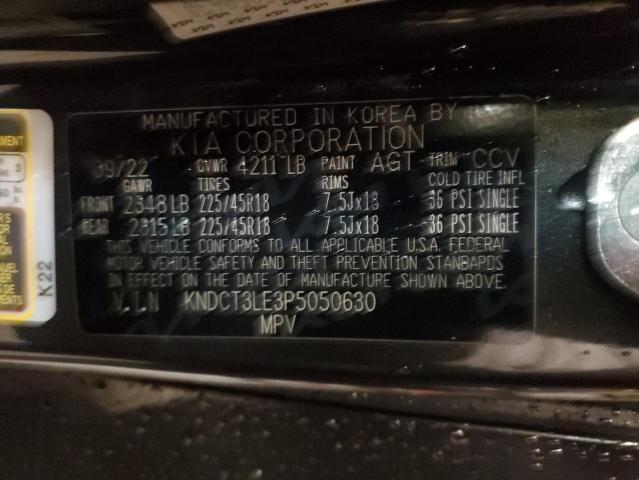 MANUFACTURED IN KOREA BY
KIA CORPORATION
09/22 GVWR 4211 LB PAINT AGT TRIM CCV
GAWR TIRES RIMS COLD TIRE INFL
FRONT 2348 LB 225/45R18 7.5Jx18 36 PSI SINGLE
REAR 2315 LB 225/45R18 7.5Jx18 36 PSI SINGLE
THIS VEHICLE CONFORMS TO ALL APPLICABLE U.S.A. FEDERAL
MOTOR VEHICLE SAFETY AND THEFT PREVENTION STANDARDS
IN EFFECT ON THE DATE OF MANUFACTURE SHOWN ABOVE.
V.I.N KNDCT3LE3P5050630
MPV
K22